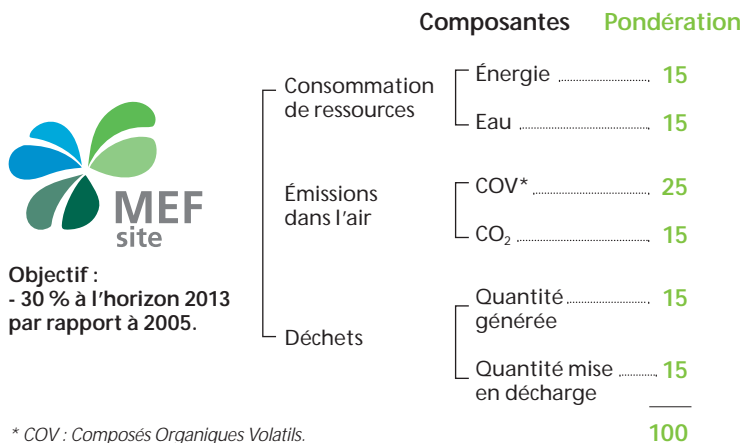 Composantes Pondération
Consommation
de ressources
Énergie 15
Eau 15
MEF
site
Émissions
dans l'air
COV* 25
CO₂ 15
Objectif :
- 30 % à l'horizon 2013
par rapport à 2005.
Déchets
Quantité
générée 15
Quantité mise
en décharge 15
* COV : Composés Organiques Volatils.
100